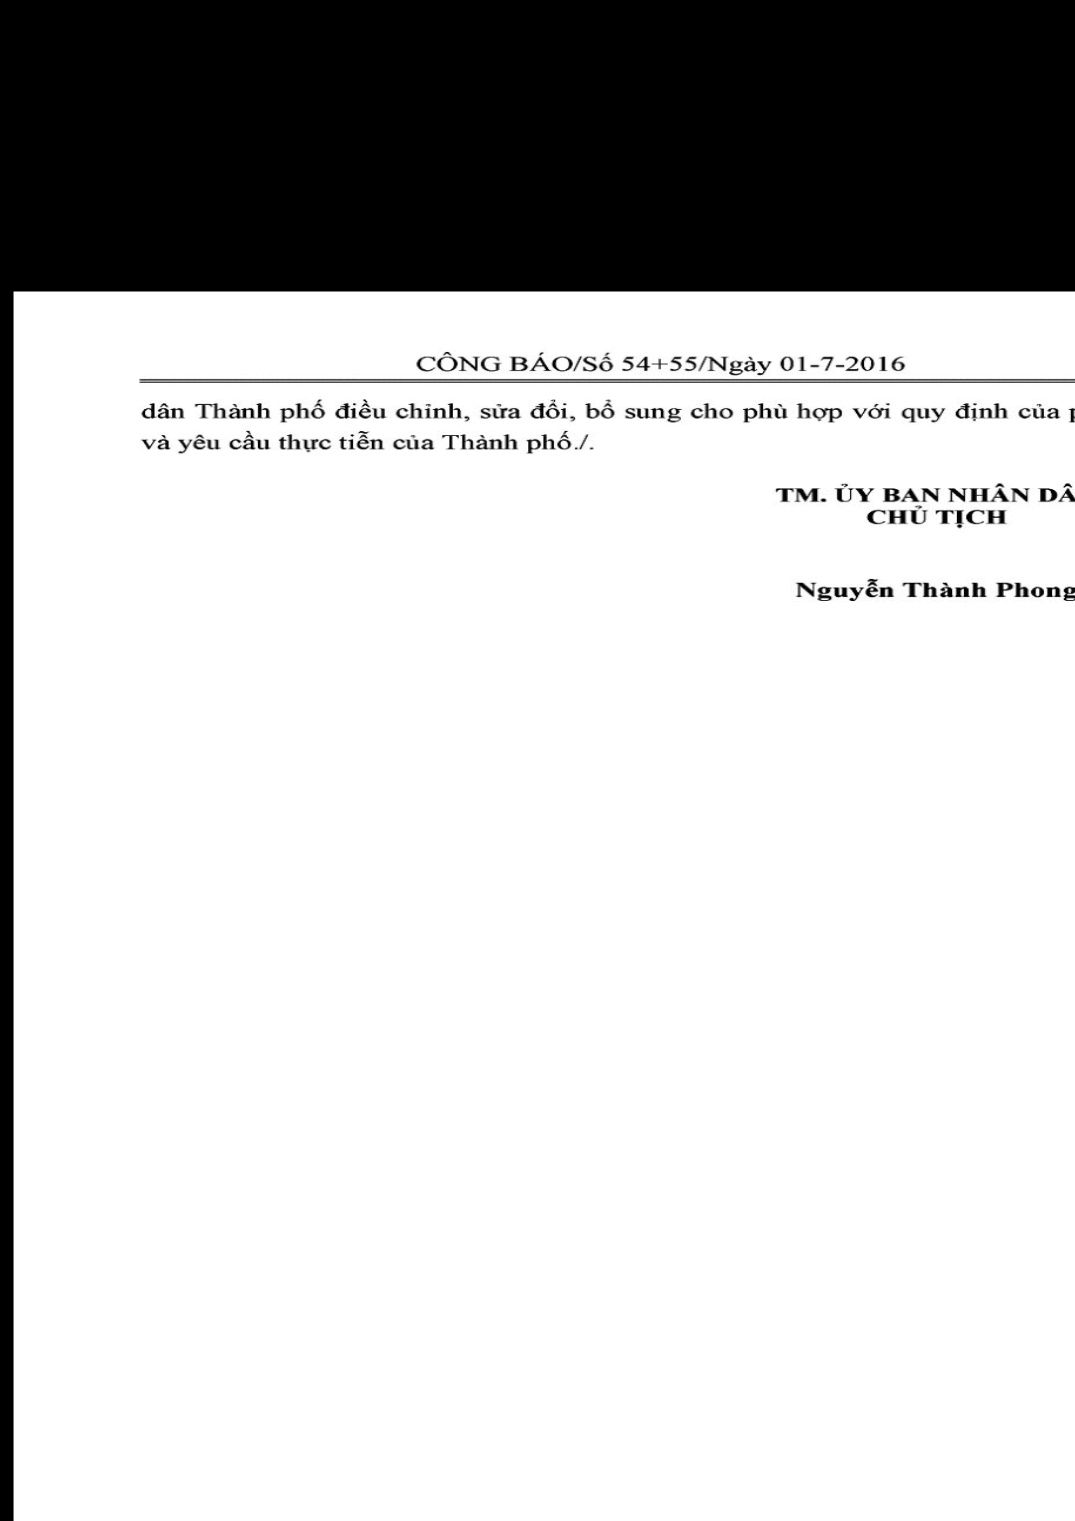 CÔNG BÁO/Số 54+55/Ngày 01-7-2016
dân Thành phố điều chỉnh, sửa đổi, bổ sung cho phù hợp với quy định của
và yêu cầu thực tiễn của Thành phố./.
TM. ỦY BAN NHÂN
CHỦ TỊCH
Nguyễn Thành Phong